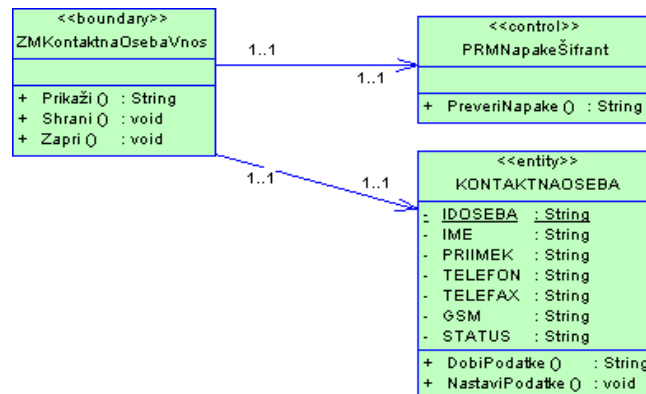 <<boundary>>
ZMKontaktnaOsebaVnos
+ Prikaži () : String
+ Shrani () : void
+ Zapri () : void
1..1
1..1
<<control>>
PRMNapakeŠifrant
+ PreveriNapake () : String
1..1
1..1
<<entity>>
KONTAKTNAOSEBA
- IDOSEBA : String
- IME : String
- PRIIMEK : String
- TELEFON : String
- TELEFAX : String
- GSM : String
- STATUS : String
+ DobiPodatke () : String
+ NastaviPodatke () : void